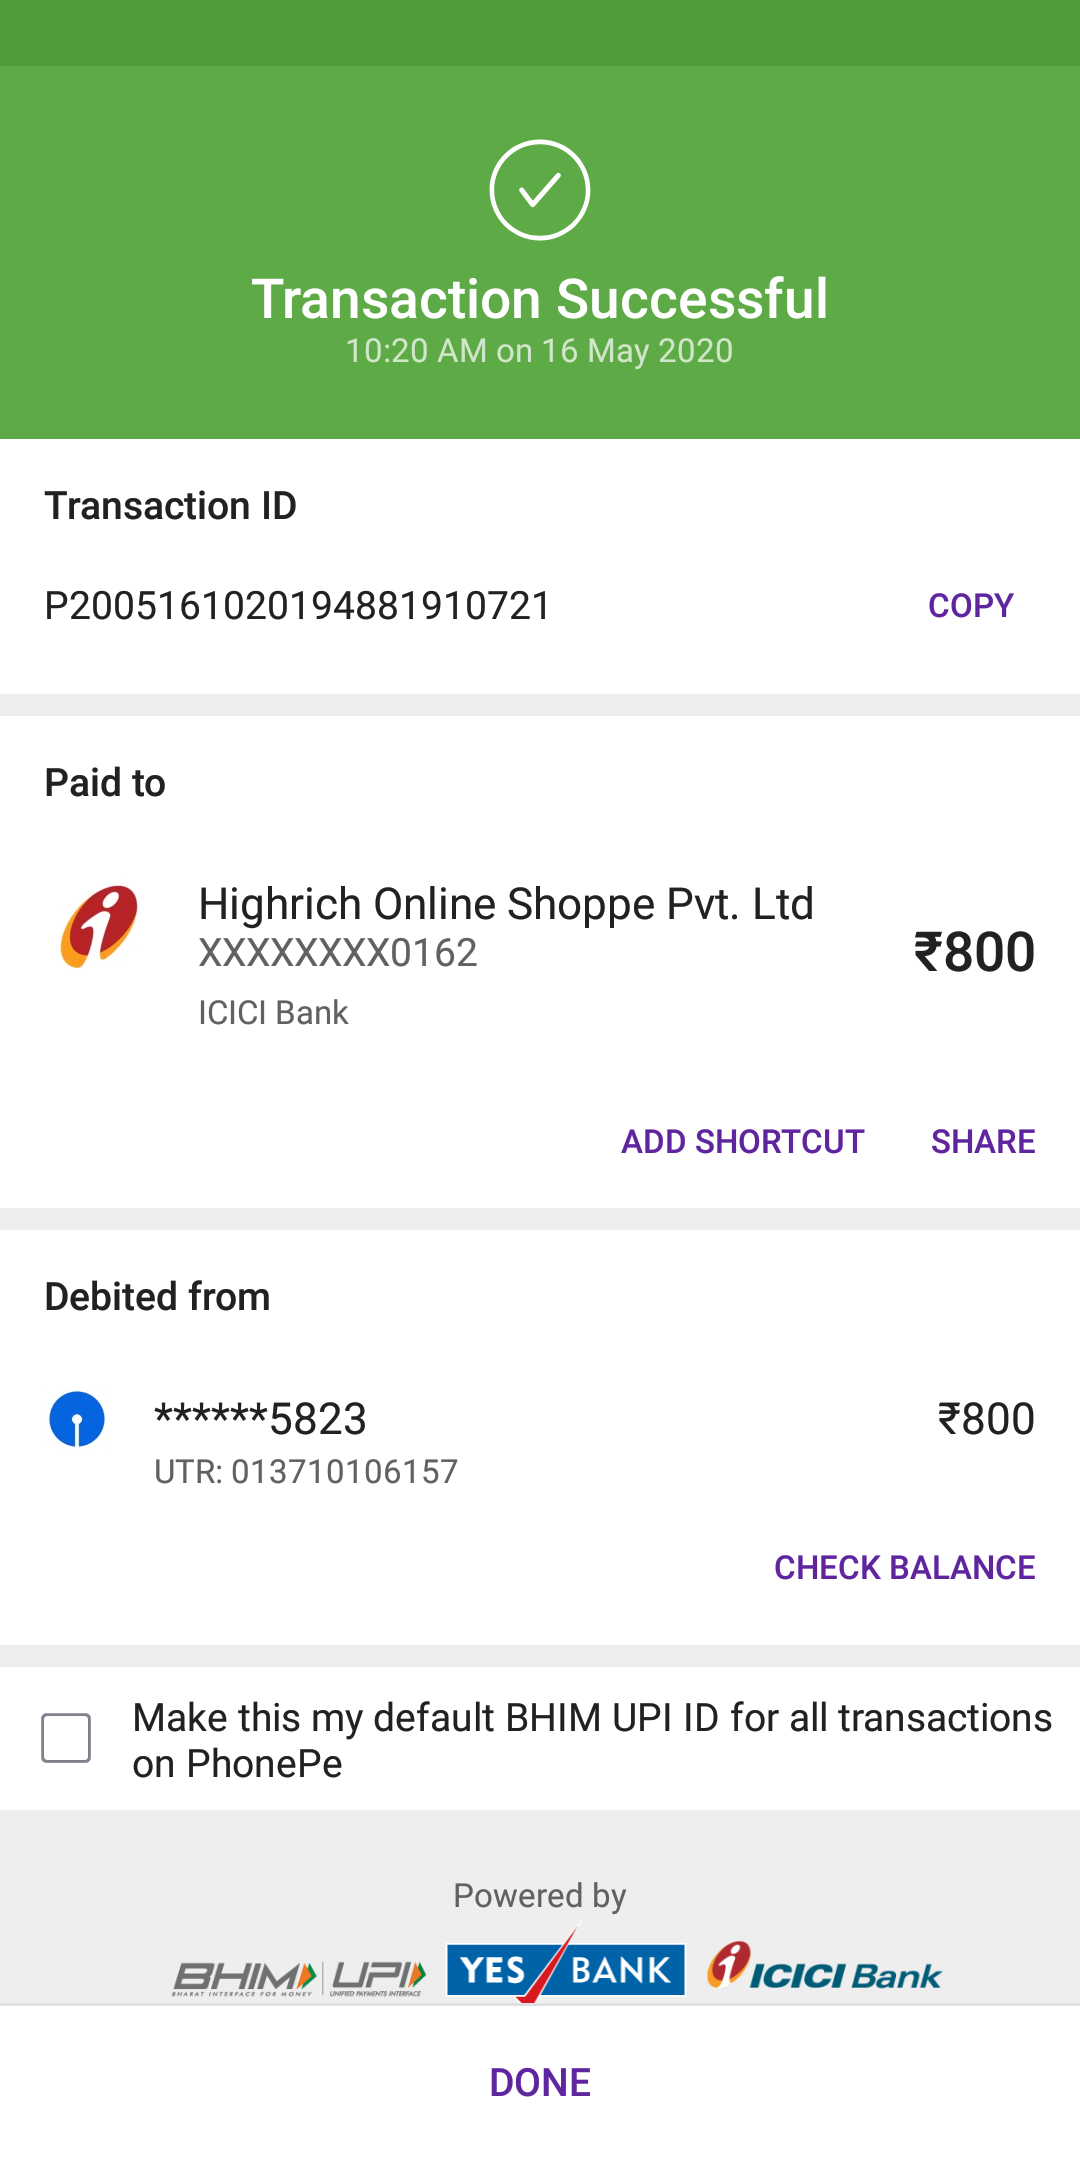 Transaction Successful
10:20 AM on 16 May 2020
Transaction ID
P2005161020194881910721
COPY
Paid to
Highrich Online Shoppe Pvt. Ltd
XXXXXXXX0162
₹800
ICICI Bank
ADD SHORTCUT
SHARE
Debited from
******5823
₹800
UTR: 013710106157
CHECK BALANCE
Make this my default BHIM UPI ID for all transactions
on PhonePe
Powered by
BHIM UPI
BHARAT INTERFACE FOR MONEY UNIFIED PAYMENTS INTERFACE
YES BANK
ICICI Bank
DONE